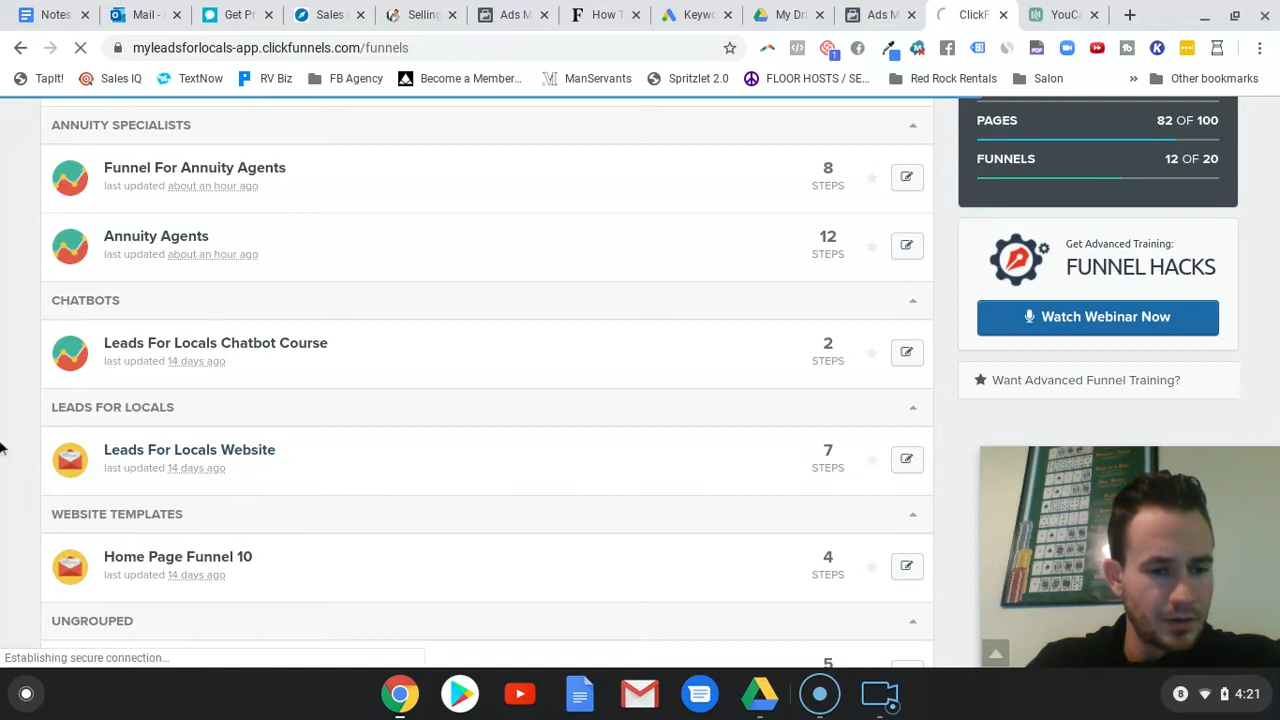 Notes
Mail -
Get Pr
Sales
Selling
Ads M
How T
Keywo
My Dri
Ads M
ClickF
YouCa
myleadsforlocals-app.clickfunnels.com/funnels
1
TapIt!
Sales IQ
TextNow
RV Biz
FB Agency
Become a Member...
ManServants
Spritzlet 2.0
FLOOR HOSTS / SE...
Red Rock Rentals
Salon
»
Other bookmarks
ANNUITY SPECIALISTS
Funnel For Annuity Agents
last updated about an hour ago
8
STEPS
Annuity Agents
last updated about an hour ago
12
STEPS
CHATBOTS
Leads For Locals Chatbot Course
last updated 14 days ago
2
STEPS
LEADS FOR LOCALS
Leads For Locals Website
last updated 14 days ago
7
STEPS
WEBSITE TEMPLATES
Home Page Funnel 10
last updated 14 days ago
4
STEPS
UNGROUPED
5
PAGES 82 OF 100
FUNNELS 12 OF 20
Get Advanced Training:
FUNNEL HACKS
Watch Webinar Now
Want Advanced Funnel Training?
Establishing secure connection...
8 4:21